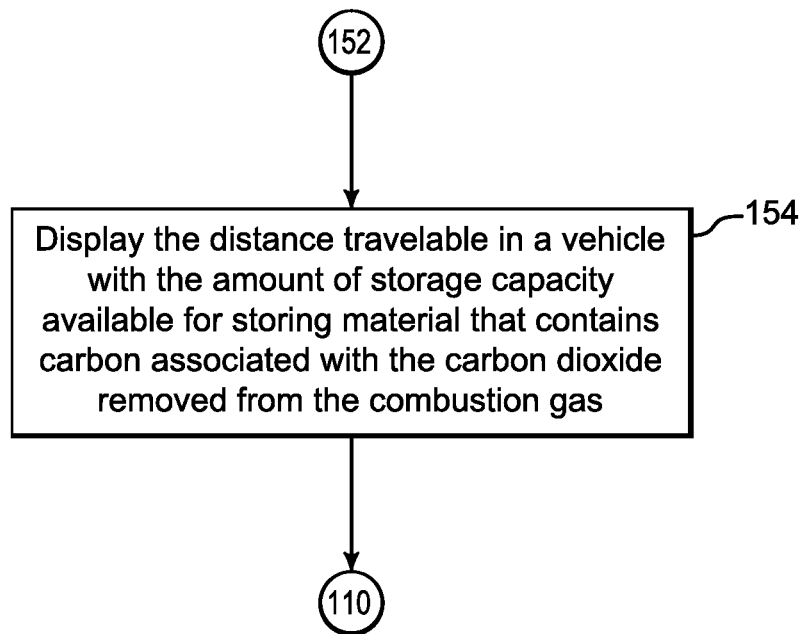 152
154
Display the distance travelable in a vehicle
with the amount of storage capacity
available for storing material that contains
carbon associated with the carbon dioxide
removed from the combustion gas
110